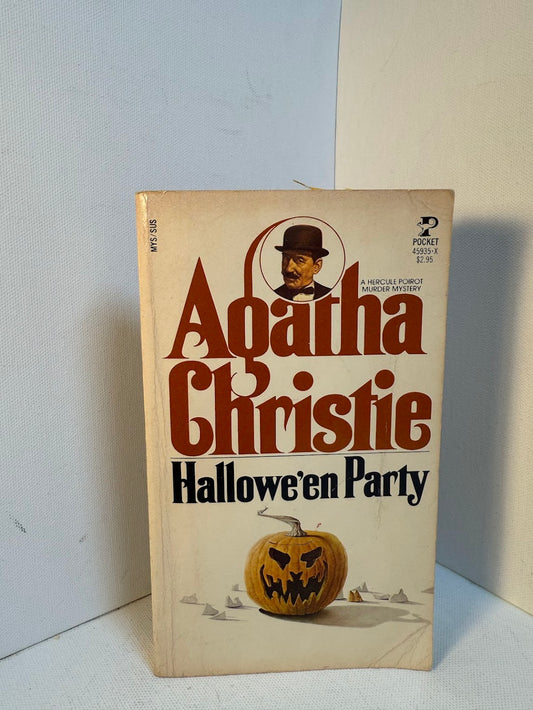 MYS/SUS
P
POCKET
45935-X
$2.95
A HERCULE POIROT
MURDER MYSTERY
Agatha
Christie
Hallowe'en Party